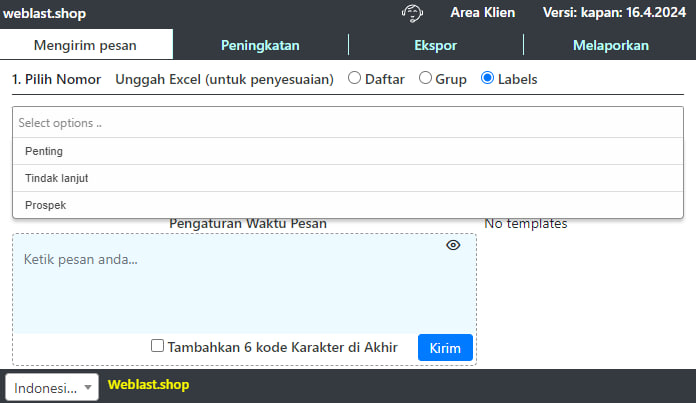 weblast.shop Area Klien Versi: kapan: 16.4.2024
Mengirim pesan Peningkatan Ekspor Melaporkan
1. Pilih Nomor Unggah Excel (untuk penyesuaian) Daftar Grup Labels
Select options ..
Penting
Tindak lanjut
Prospek
Pengaturan Waktu Pesan No templates
Ketik pesan anda...
Tambahkan 6 kode Karakter di Akhir Kirim
Indonesi... Weblast.shop